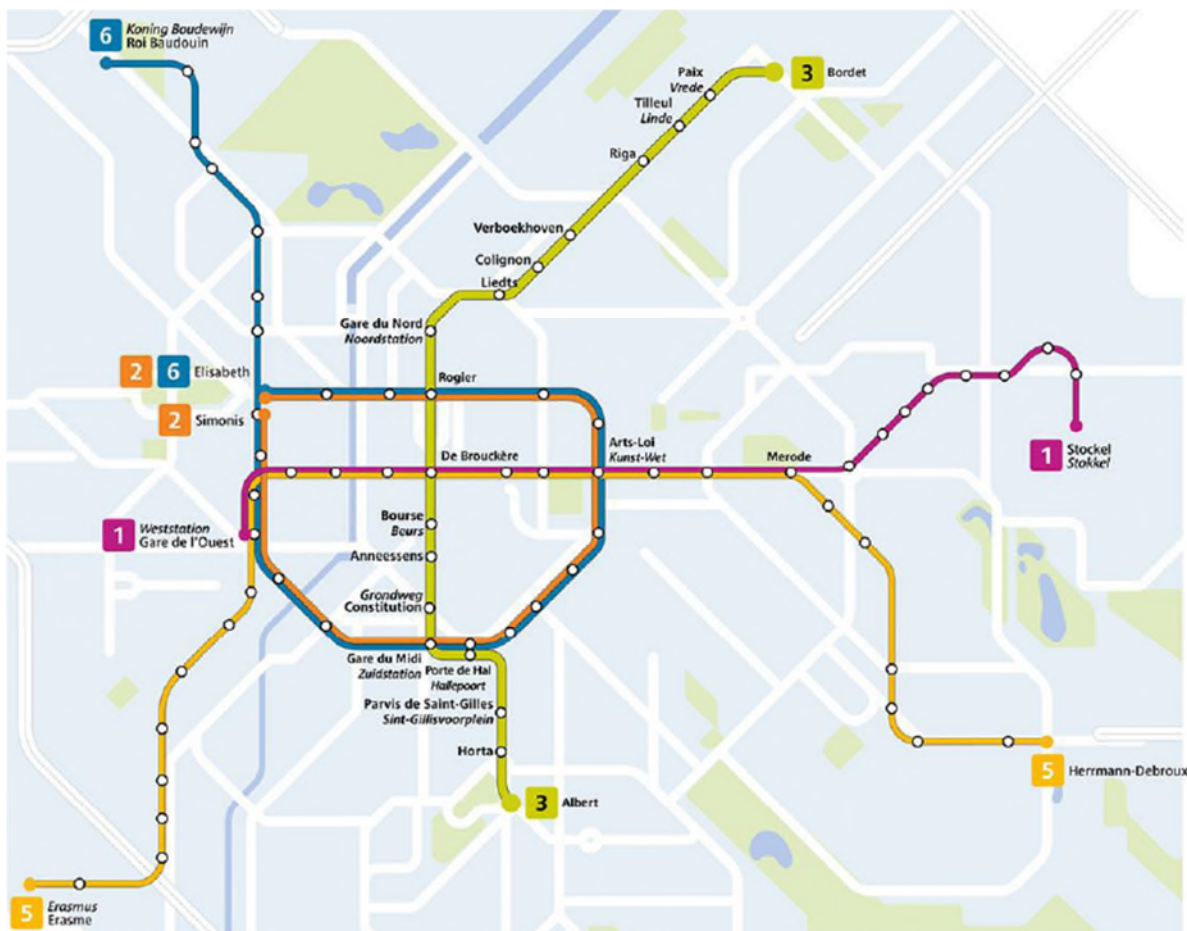 6
Koning Boudewijn
Roi Baudouin
Paix
Vrede
3
Bordet
Tilleul
Linde
Riga
Verboekhoven
Colignon
Liedts
Gare du Nord
Noordstation
2
6
Elisabeth
Rogier
2
Simonis
De Brouckère
Arts-Loi
Kunst-Wet
Merode
1
Stockel
Stokkel
1
Weststation
Gare de l'Ouest
Bourse
Beurs
Anneessens
Grondweg
Constitution
Gare du Midi
Zuidstation
Porte de Hal
Hallepoort
Parvis de Saint-Gilles
Sint-Gillisvoorplein
Horta
3
Albert
5
Herrmann-Debroux
5
Erasmus
Erasme